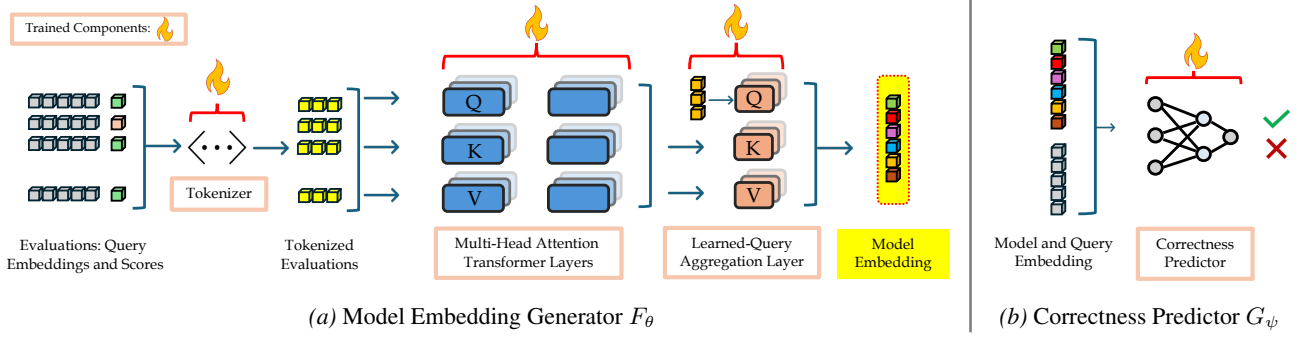 Trained Components:
Q
K
V
Q
K
V
<···>
Tokenizer
Evaluations: Query
Embeddings and Scores
Tokenized
Evaluations
Multi-Head Attention
Transformer Layers
Learned-Query
Aggregation Layer
Model
Embedding
Model and Query
Embedding
Correctness
Predictor
(a) Model Embedding Generator Fθ
(b) Correctness Predictor Gψ